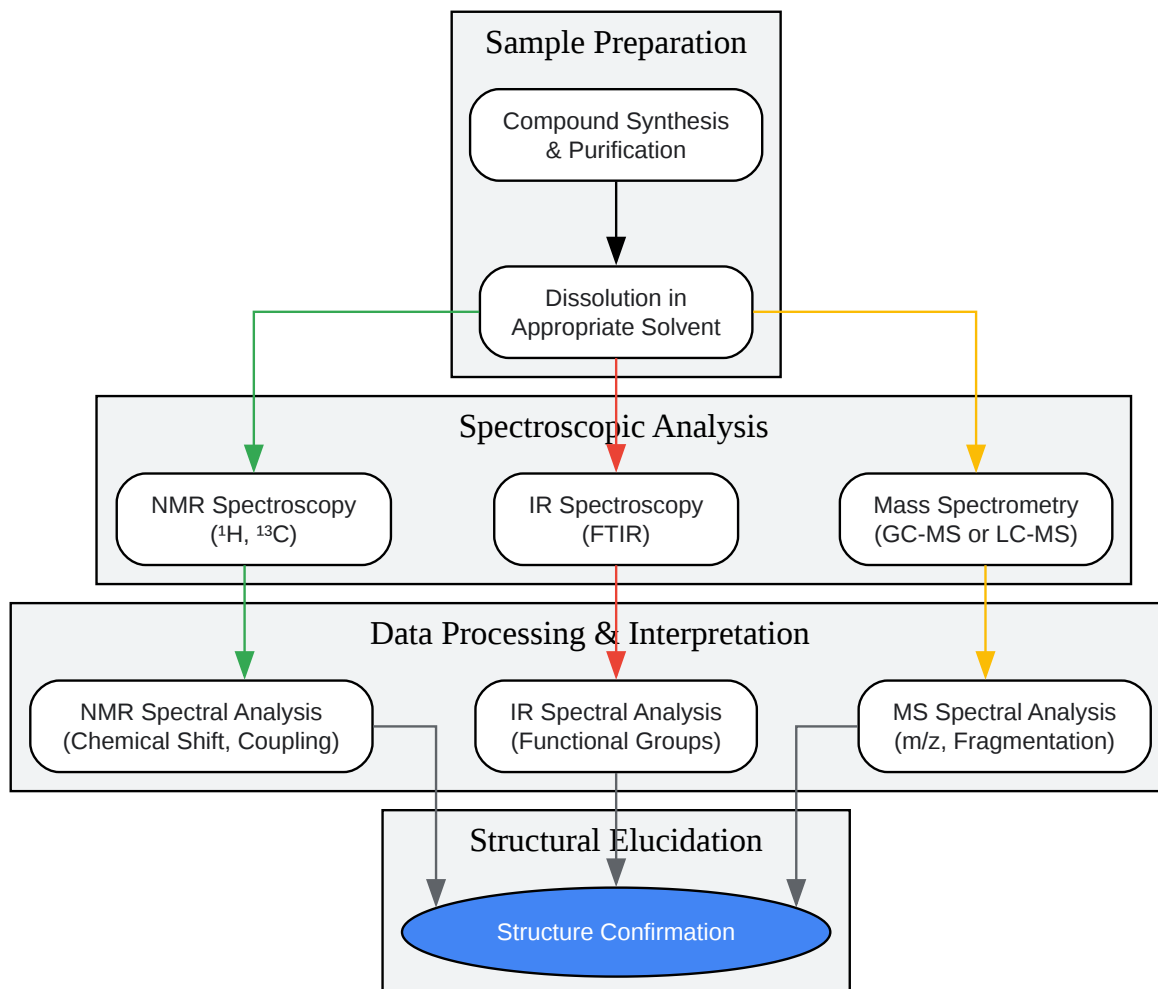 Sample Preparation
Compound Synthesis
& Purification
Dissolution in
Appropriate Solvent
Spectroscopic Analysis
NMR Spectroscopy
(¹H, ¹³C)
IR Spectroscopy
(FTIR)
Mass Spectrometry
(GC-MS or LC-MS)
Data Processing & Interpretation
NMR Spectral Analysis
(Chemical Shift, Coupling)
IR Spectral Analysis
(Functional Groups)
MS Spectral Analysis
(m/z, Fragmentation)
Structural Elucidation
Structure Confirmation